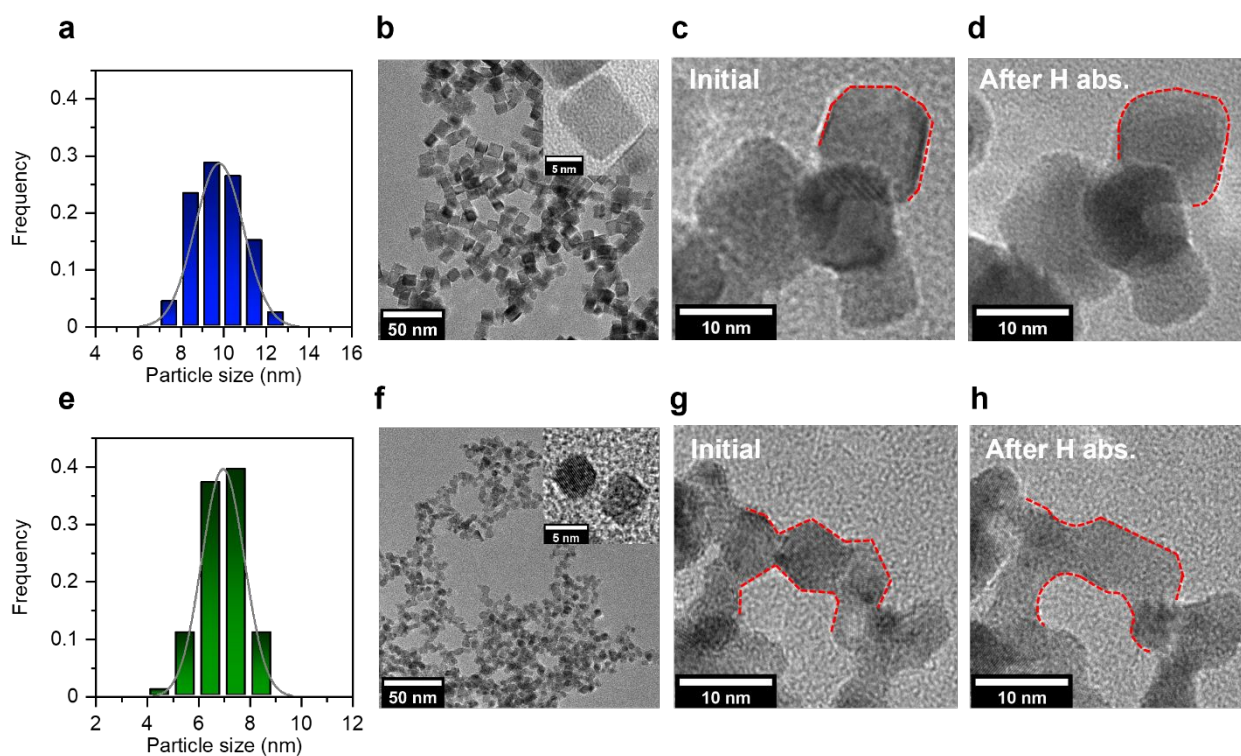 a
Frequency
0.4
0.3
0.2
0.1
0
4 6 8 10 12 14 16
Particle size (nm)
b
5 nm
50 nm
c
Initial
10 nm
d
After H abs.
10 nm
e
Frequency
0.4
0.3
0.2
0.1
0
2 4 6 8 10 12
Particle size (nm)
f
5 nm
50 nm
g
Initial
10 nm
h
After H abs.
10 nm